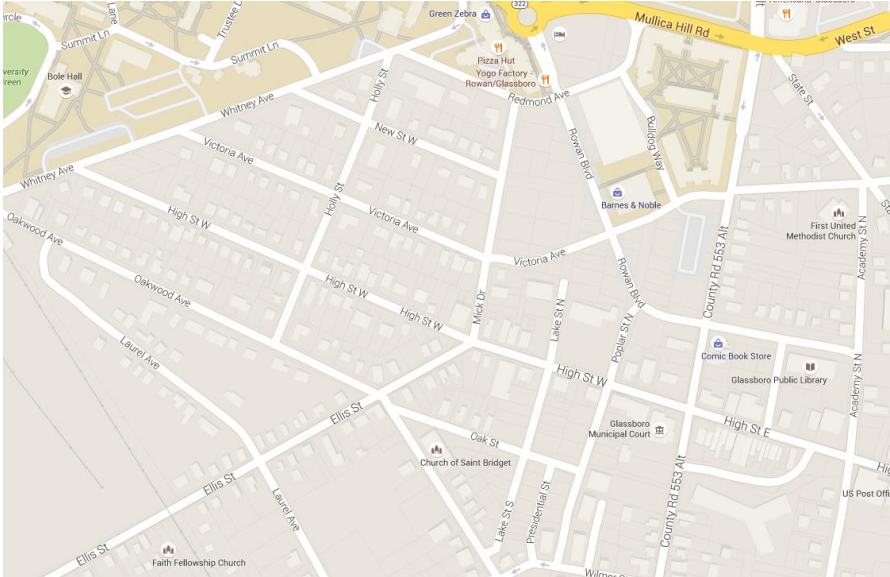 322
Green Zebra
Mullica Hill Rd
West St
Circle
Lane
Summit Ln
Summit Ln
Pizza Hut
Yogo Factory -
Rowan/Glassboro
Redmond Ave
Bole Hall
Green
Holly St
State St
Whitney Ave
New St W
Rowan Blvd
Bulldog Way
Victoria Ave
Whitney Ave
Holly St
Barnes & Noble
High St W
Victoria Ave
Oakwood Ave
First United
Methodist Church
Academy St N
Victoria Ave
County Rd 553 Alt
Rowan Blvd
Oakwood Ave
High St W
Mick Dr
Lake St N
High St W
Poplar St N
Laurel Ave
Comic Book Store
High St W
Glassboro Public Library
Academy St N
Ellis St
Glassboro
Municipal Court
High St E
Oak St
Church of Saint Bridget
Ellis St
County Rd 553 Alt
US Post Offi
Laurel Ave
Lake St S
Presidential St
Ellis St
Faith Fellowship Church